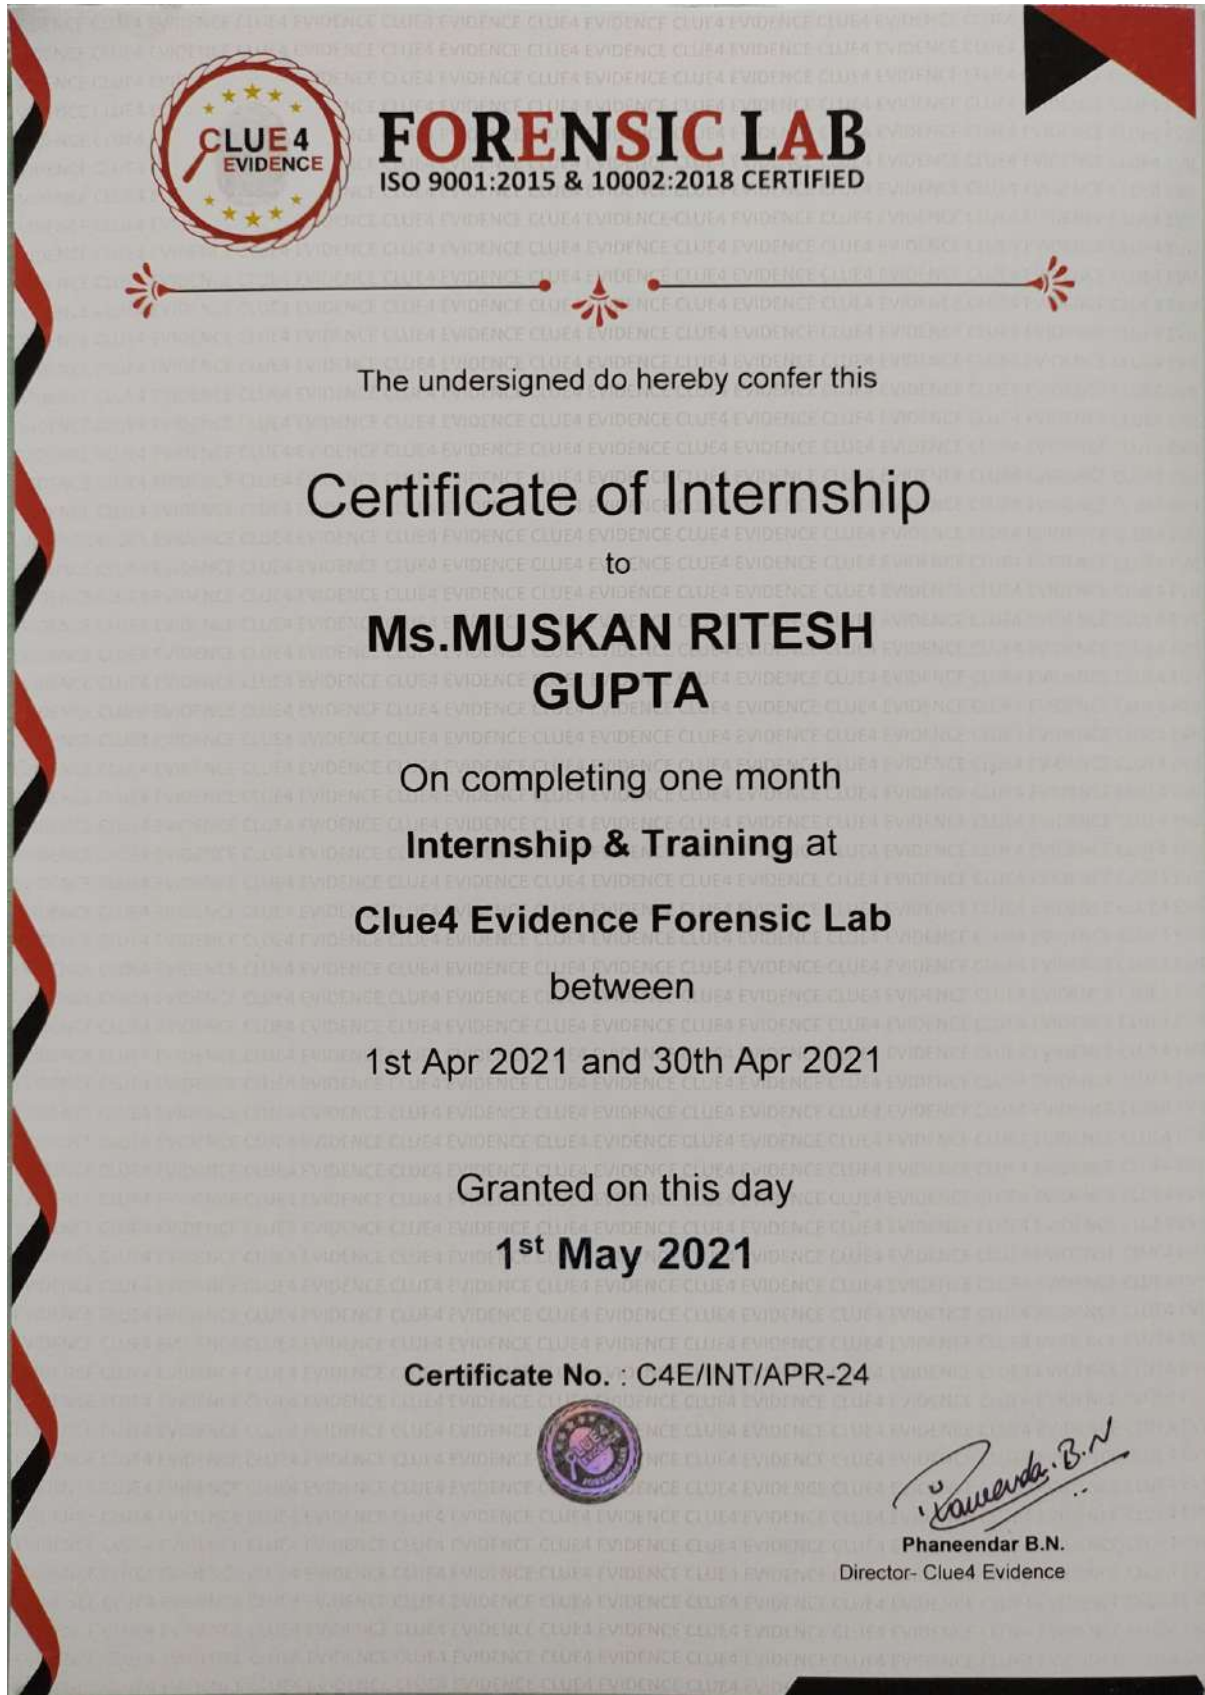 CLUE 4
EVIDENCE
FORENSIC LAB
ISO 9001:2015 & 10002:2018 CERTIFIED
The undersigned do hereby confer this
Certificate of Internship
to
Ms.MUSKAN RITESH
GUPTA
On completing one month
Internship & Training at
Clue4 Evidence Forensic Lab
between
1st Apr 2021 and 30th Apr 2021
Granted on this day
1st May 2021
Certificate No. : C4E/INT/APR-24
CLUE4
B.N
Phaneendar B.N.
Director- Clue4 Evidence